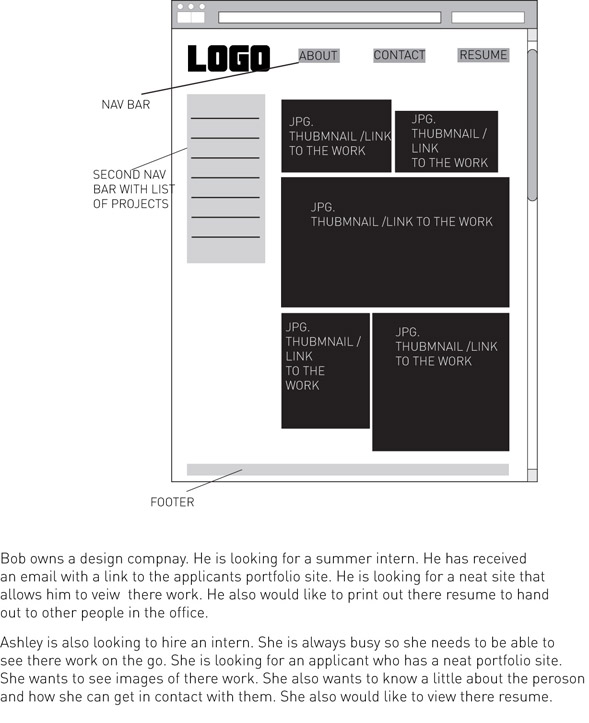 LOGO
ABOUT
CONTACT
RESUME
NAV BAR
SECOND NAV
BAR WITH LIST
OF PROJECTS
JPG.
THUBMNAIL /LINK
TO THE WORK
JPG.
THUBMNAIL /
LINK
TO THE WORK
JPG.
THUBMNAIL /LINK TO THE WORK
JPG.
THUBMNAIL /
LINK
TO THE
WORK
JPG.
THUBMNAIL /LINK
TO THE WORK
FOOTER
Bob owns a design compnay. He is looking for a summer intern. He has received
an email with a link to the applicants portfolio site. He is looking for a neat site that
allows him to veiw there work. He also would like to print out there resume to hand
out to other people in the office.
Ashley is also looking to hire an intern. She is always busy so she needs to be able to
see there work on the go. She is looking for an applicant who has a neat portfolio site.
She wants to see images of there work. She also wants to know a little about the peroson
and how she can get in contact with them. She also would like to view there resume.